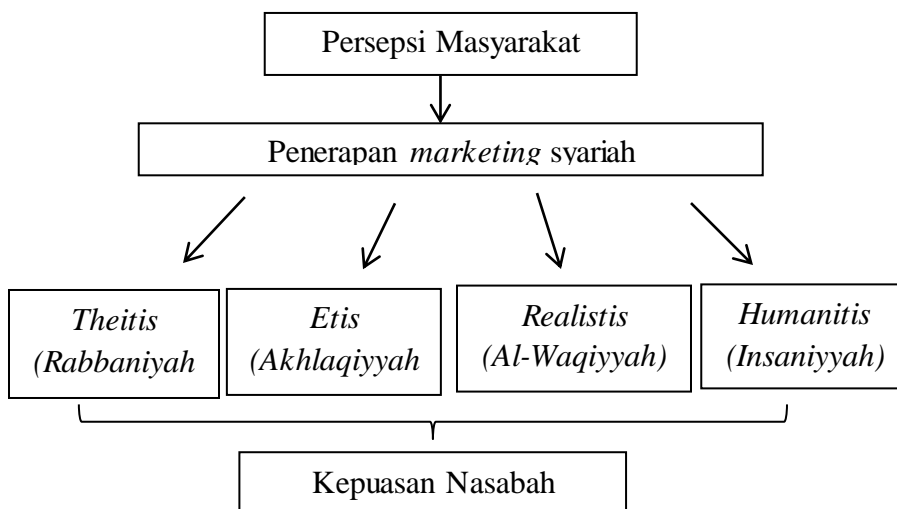 Persepsi Masyarakat
Penerapan marketing syariah
Theitis
(Rabbaniyah
Etis
(Akhlaqiyyah
Realistis
(Al-Waqiyyah)
Humanitis
(Insaniyyah)
Kepuasan Nasabah